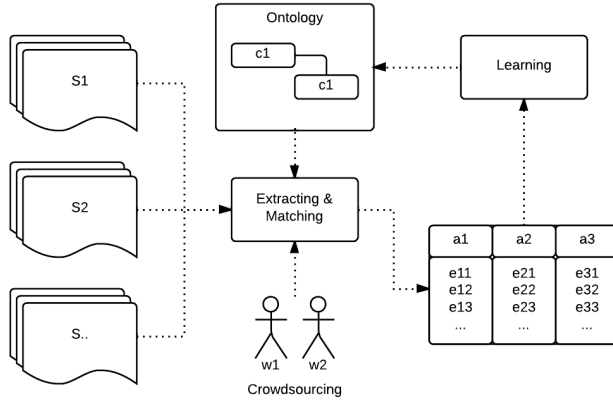 S1
S2
S..
Ontology
c1
c1
Extracting &
Matching
w1 w2
Crowdsourcing
Learning
a1 a2 a3
e11 e21 e31
e12 e22 e32
e13 e23 e33
... ... ...